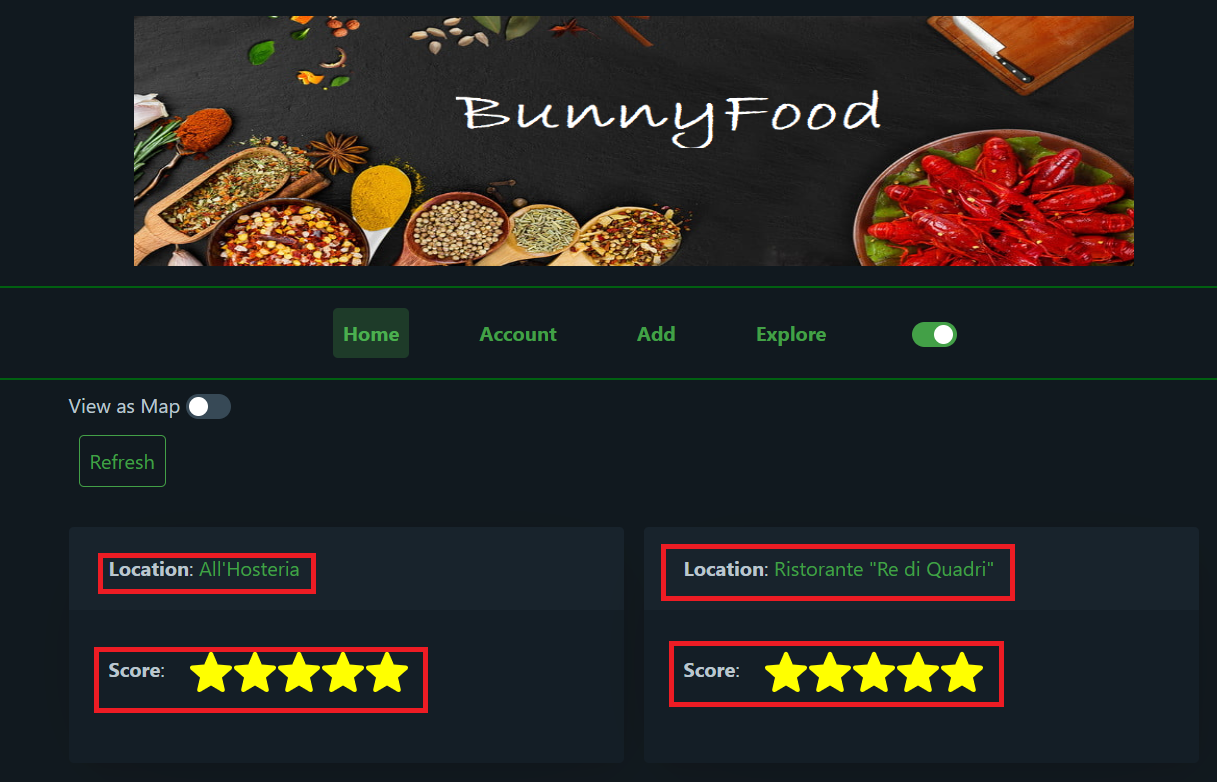 BunnyFood
Home Account Add Explore
View as Map
Refresh
Location: All'Hosteria
Location: Ristorante "Re di Quadri"
Score:
Score: